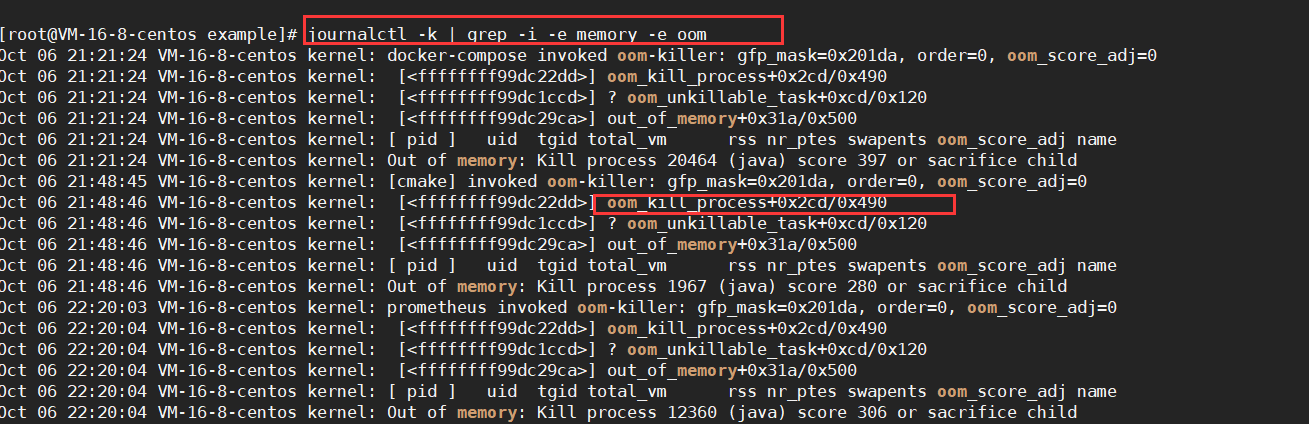 [root@VM-16-8-centos example]# journalctl -k | grep -i -e memory -e oom
Oct 06 21:21:24 VM-16-8-centos kernel: docker-compose invoked oom-killer: gfp_mask=0x201da, order=0, oom_score_adj=0
Oct 06 21:21:24 VM-16-8-centos kernel:  [<ffffffff99dc22dd>] oom_kill_process+0x2cd/0x490
Oct 06 21:21:24 VM-16-8-centos kernel:  [<ffffffff99dc1ccd>] ? oom_unkillable_task+0xcd/0x120
Oct 06 21:21:24 VM-16-8-centos kernel:  [<ffffffff99dc29ca>] out_of_memory+0x31a/0x500
Oct 06 21:21:24 VM-16-8-centos kernel: [ pid ]   uid  tgid total_vm      rss nr_ptes swapents oom_score_adj name
Oct 06 21:21:24 VM-16-8-centos kernel: Out of memory: Kill process 20464 (java) score 397 or sacrifice child
Oct 06 21:48:45 VM-16-8-centos kernel: [cmake] invoked oom-killer: gfp_mask=0x201da, order=0, oom_score_adj=0
Oct 06 21:48:46 VM-16-8-centos kernel:  [<ffffffff99dc22dd>] oom_kill_process+0x2cd/0x490
Oct 06 21:48:46 VM-16-8-centos kernel:  [<ffffffff99dc1ccd>] ? oom_unkillable_task+0xcd/0x120
Oct 06 21:48:46 VM-16-8-centos kernel:  [<ffffffff99dc29ca>] out_of_memory+0x31a/0x500
Oct 06 21:48:46 VM-16-8-centos kernel: [ pid ]   uid  tgid total_vm      rss nr_ptes swapents oom_score_adj name
Oct 06 21:48:46 VM-16-8-centos kernel: Out of memory: Kill process 1967 (java) score 280 or sacrifice child
Oct 06 22:20:03 VM-16-8-centos kernel: prometheus invoked oom-killer: gfp_mask=0x201da, order=0, oom_score_adj=0
Oct 06 22:20:04 VM-16-8-centos kernel:  [<ffffffff99dc22dd>] oom_kill_process+0x2cd/0x490
Oct 06 22:20:04 VM-16-8-centos kernel:  [<ffffffff99dc1ccd>] ? oom_unkillable_task+0xcd/0x120
Oct 06 22:20:04 VM-16-8-centos kernel:  [<ffffffff99dc29ca>] out_of_memory+0x31a/0x500
Oct 06 22:20:04 VM-16-8-centos kernel: [ pid ]   uid  tgid total_vm      rss nr_ptes swapents oom_score_adj name
Oct 06 22:20:04 VM-16-8-centos kernel: Out of memory: Kill process 12360 (java) score 306 or sacrifice child